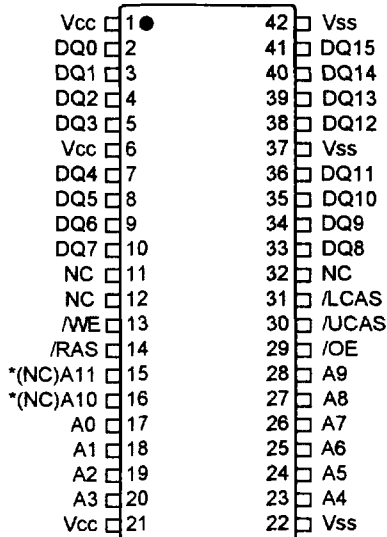 Vcc 1 42 Vss
DQ0 2 41 DQ15
DQ1 3 40 DQ14
DQ2 4 39 DQ13
DQ3 5 38 DQ12
Vcc 6 37 Vss
DQ4 7 36 DQ11
DQ5 8 35 DQ10
DQ6 9 34 DQ9
DQ7 10 33 DQ8
NC 11 32 NC
NC 12 31 /LCAS
/WE 13 30 /UCAS
/RAS 14 29 /OE
*(NC)A11 15 28 A9
*(NC)A10 16 27 A8
A0 17 26 A7
A1 18 25 A6
A2 19 24 A5
A3 20 23 A4
Vcc 21 22 Vss